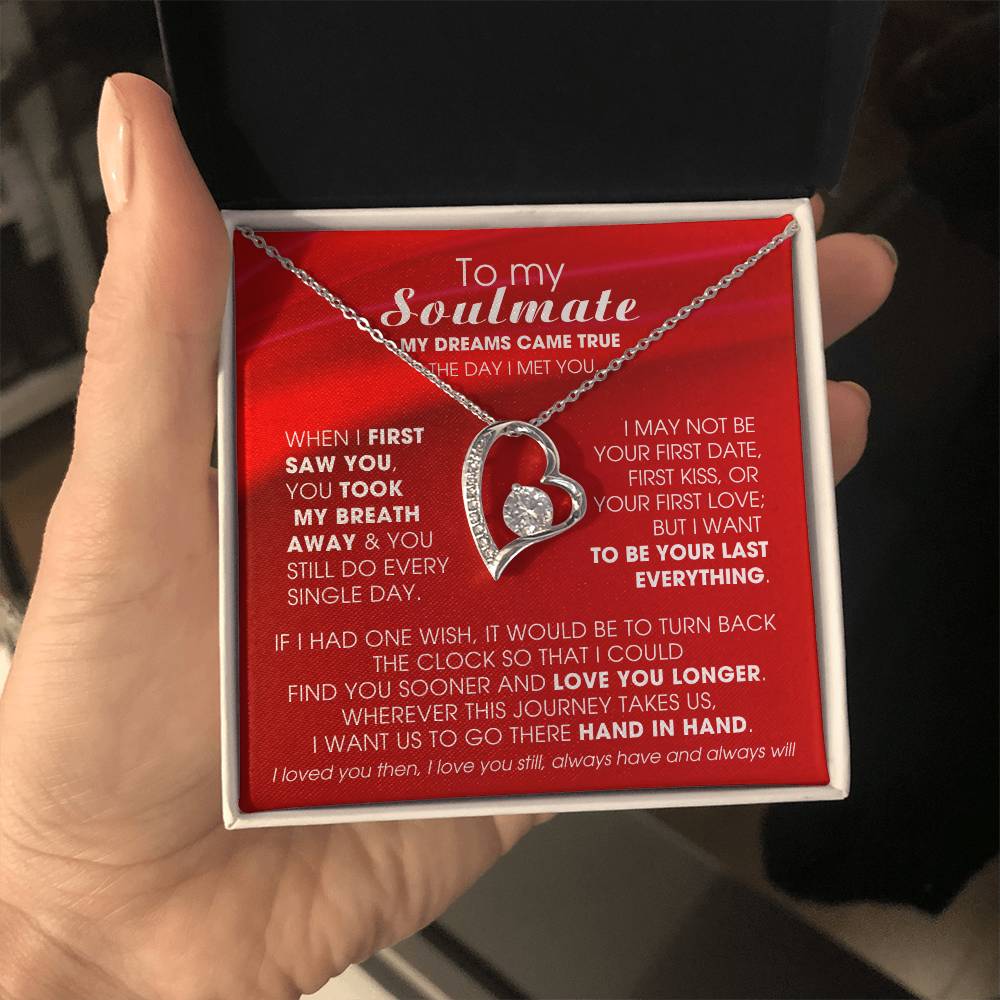 To my
Soulmate
MY DREAMS CAME TRUE
THE DAY I MET YOU.
WHEN I FIRST
SAW YOU,
YOU TOOK
MY BREATH
AWAY & YOU
STILL DO EVERY
SINGLE DAY.
I MAY NOT BE
YOUR FIRST DATE,
FIRST KISS, OR
YOUR FIRST LOVE;
BUT I WANT
TO BE YOUR LAST
EVERYTHING.
IF I HAD ONE WISH, IT WOULD BE TO TURN BACK
THE CLOCK SO THAT I COULD
FIND YOU SOONER AND LOVE YOU LONGER.
WHEREVER THIS JOURNEY TAKES US,
I WANT US TO GO THERE HAND IN HAND.
I loved you then, I love you still, always have and always will